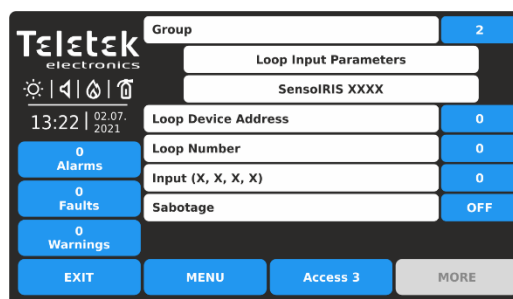 Teletek
electronics
13:22 | 02.07.
2021
0
Alarms
0
Faults
0
Warnings
Group 2
Loop Input Parameters
SensoIRIS XXXX
Loop Device Address 0
Loop Number 0
Input (X, X, X, X) 0
Sabotage OFF
EXIT MENU Access 3 MORE